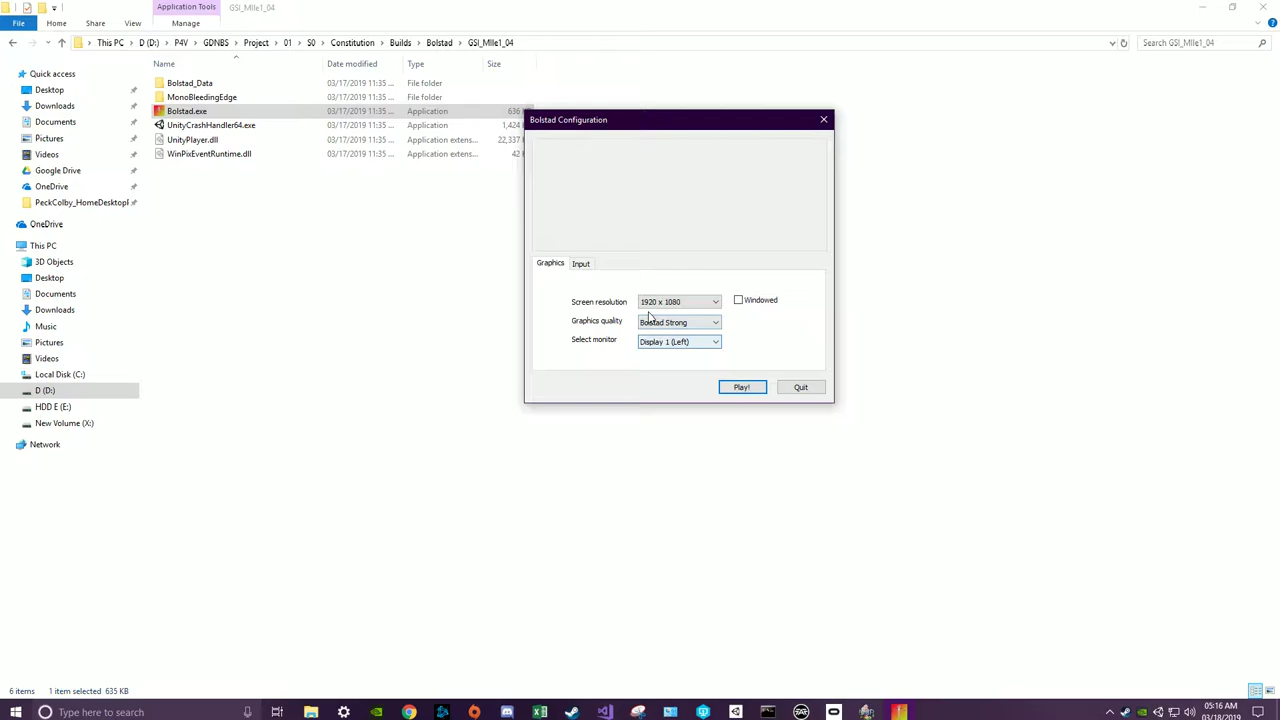 Application Tools
GSI_MIle1_04
File
Home
Share
View
Manage
This PC
D (D:)
P4V
GDNBS
Project
01
S0
Constitution
Builds
Bolstad
GSI_MIle1_04
Search GSI_MIle1_04
Name
Date modified
Type
Size
Quick access
Desktop
Downloads
Documents
Pictures
Videos
Google Drive
OneDrive
PeckColby_HomeDesktopI
OneDrive
This PC
3D Objects
Desktop
Documents
Downloads
Music
Pictures
Videos
Local Disk (C:)
D (D:)
HDD E (E:)
New Volume (X:)
Network
Bolstad_Data 03/17/2019 11:35 ... File folder
MonoBleedingEdge 03/17/2019 11:35 ... File folder
Bolstad.exe 03/17/2019 11:35 ... Application 636
UnityCrashHandler64.exe 03/17/2019 11:35 ... Application 1,424
UnityPlayer.dll 03/17/2019 11:35 ... Application extens... 22,337
WinPixEventRuntime.dll 03/17/2019 11:35 ... Application extens... 42
Bolstad Configuration
Graphics
Input
Screen resolution 1920 x 1080
Windowed
Graphics quality Bolstad Strong
Select monitor Display 1 (Left)
Play!
Quit
6 items 1 item selected 635 KB
Type here to search
05:16 AM
03/18/2019